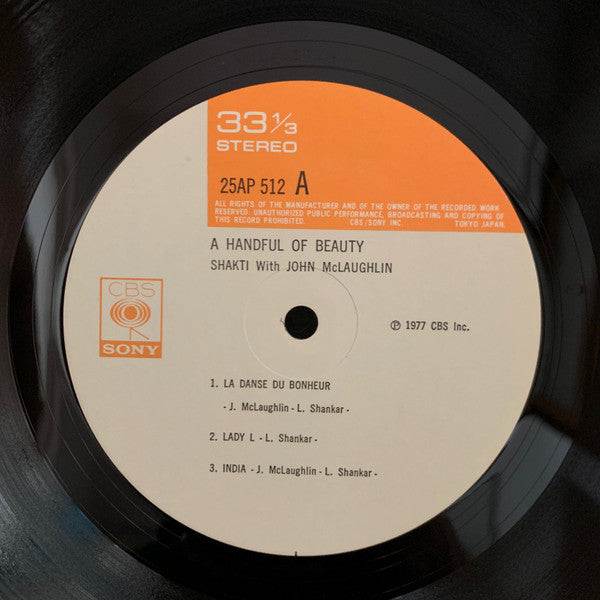 33 1/3
STEREO
25AP 512 A
ALL RIGHTS OF THE MANUFACTURER AND OF THE OWNER OF THE RECORDED WORK
RESERVED. UNAUTHORIZED PUBLIC PERFORMANCE, BROADCASTING AND COPYING OF
THIS RECORD PROHIBITED. CBS/SONY INC. TOKYO JAPAN.
A HANDFUL OF BEAUTY
SHAKTI With JOHN McLAUGHLIN
CBS
SONY
℗ 1977 CBS Inc.
1. LA DANSE DU BONHEUR
- J. McLaughlin - L. Shankar -
2. LADY L - L. Shankar -
3. INDIA - J. McLaughlin - L. Shankar -